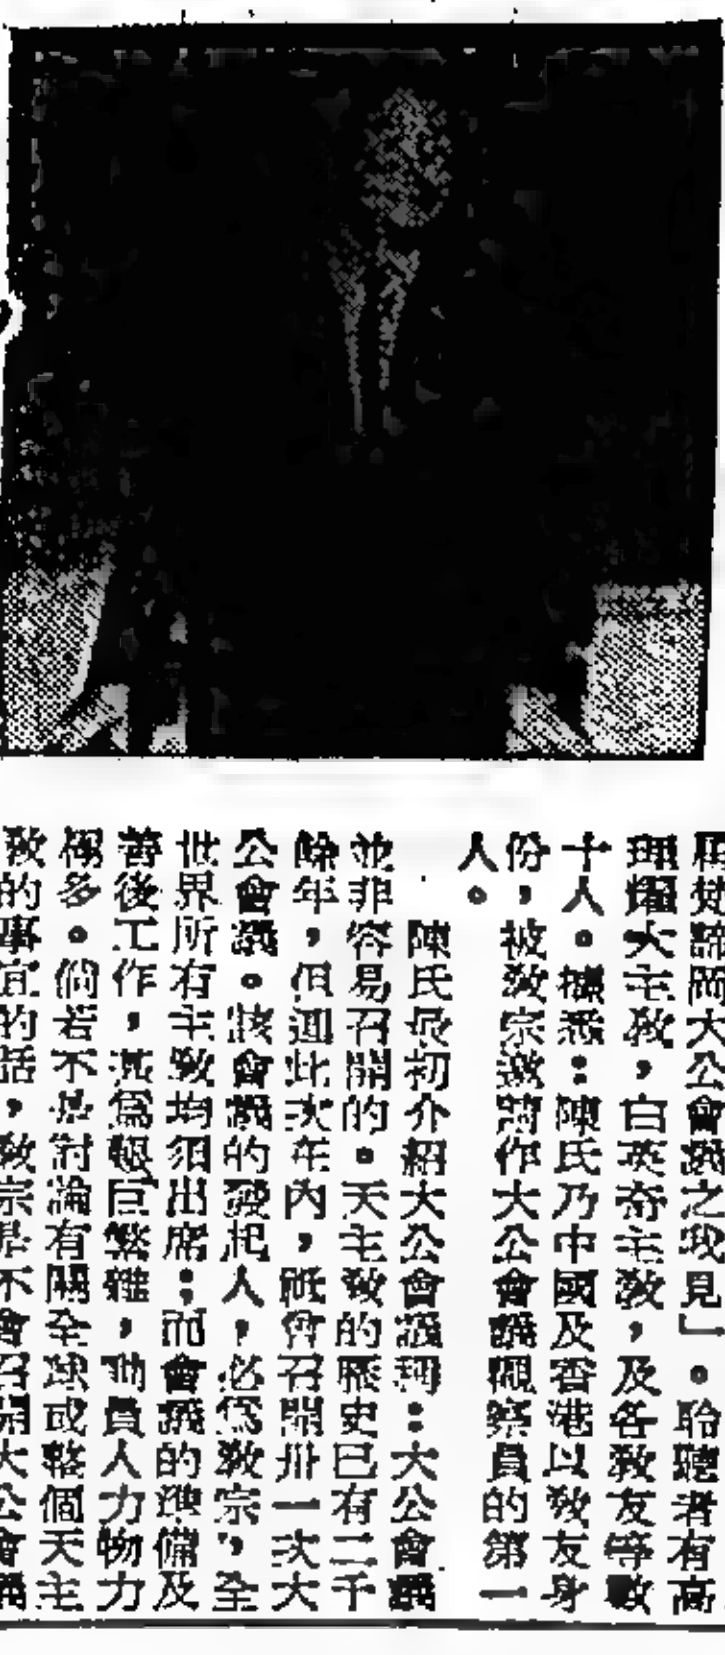 屆梵諦岡大公會議之我見」。聆聽者有高
理耀大主教，白英奇主教，及各教友等數
十人。據悉：陳氏乃中國及香港以教友身
份，被教宗邀請作大公會議觀察員的第一
人。
陳氏最初介紹大公會議稱：大公會議
並非容易召開的。天主教的歷史已有二千
餘年，但迄此次年內，祇會召開卅一次大
公會議。該會議的發起人，必為教宗，全
世界所有主教均須出席；而會議的準備及
善後工作，甚為艱巨繁雜，動員人力物力
極多。倘若不是討論有關全球或整個天主
教的事宜的話，教宗是不會召開大公會議